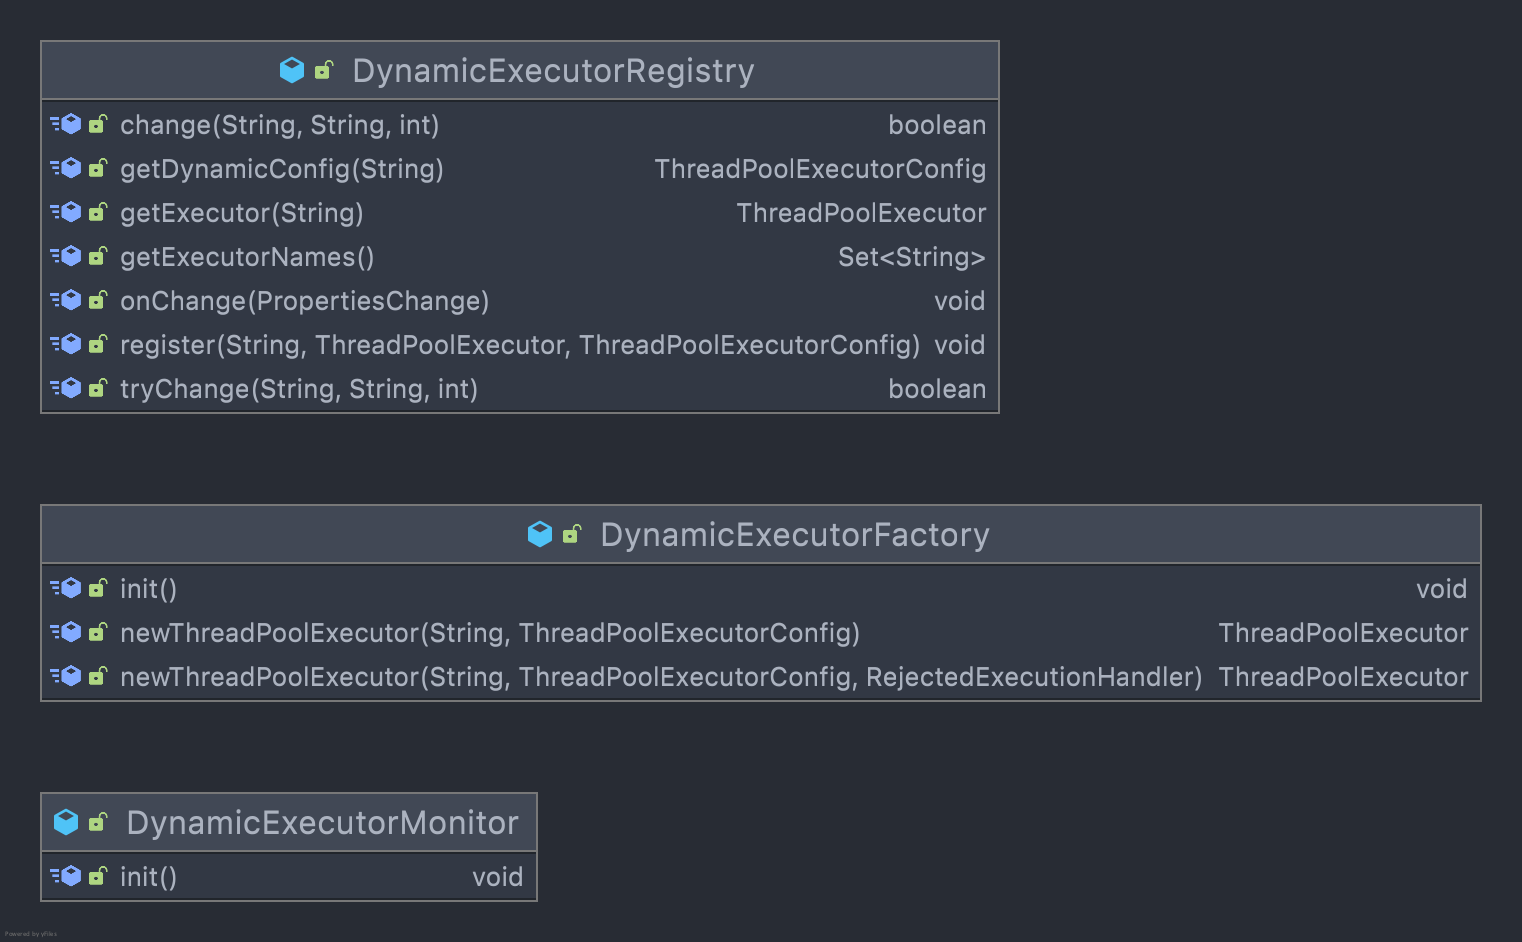 DynamicExecutorRegistry
change(String, String, int) boolean
getDynamicConfig(String) ThreadPoolExecutorConfig
getExecutor(String) ThreadPoolExecutor
getExecutorNames() Set<String>
onChange(PropertiesChange) void
register(String, ThreadPoolExecutor, ThreadPoolExecutorConfig) void
tryChange(String, String, int) boolean
DynamicExecutorFactory
init() void
newThreadPoolExecutor(String, ThreadPoolExecutorConfig) ThreadPoolExecutor
newThreadPoolExecutor(String, ThreadPoolExecutorConfig, RejectedExecutionHandler) ThreadPoolExecutor
DynamicExecutorMonitor
init() void
Powered by yFiles